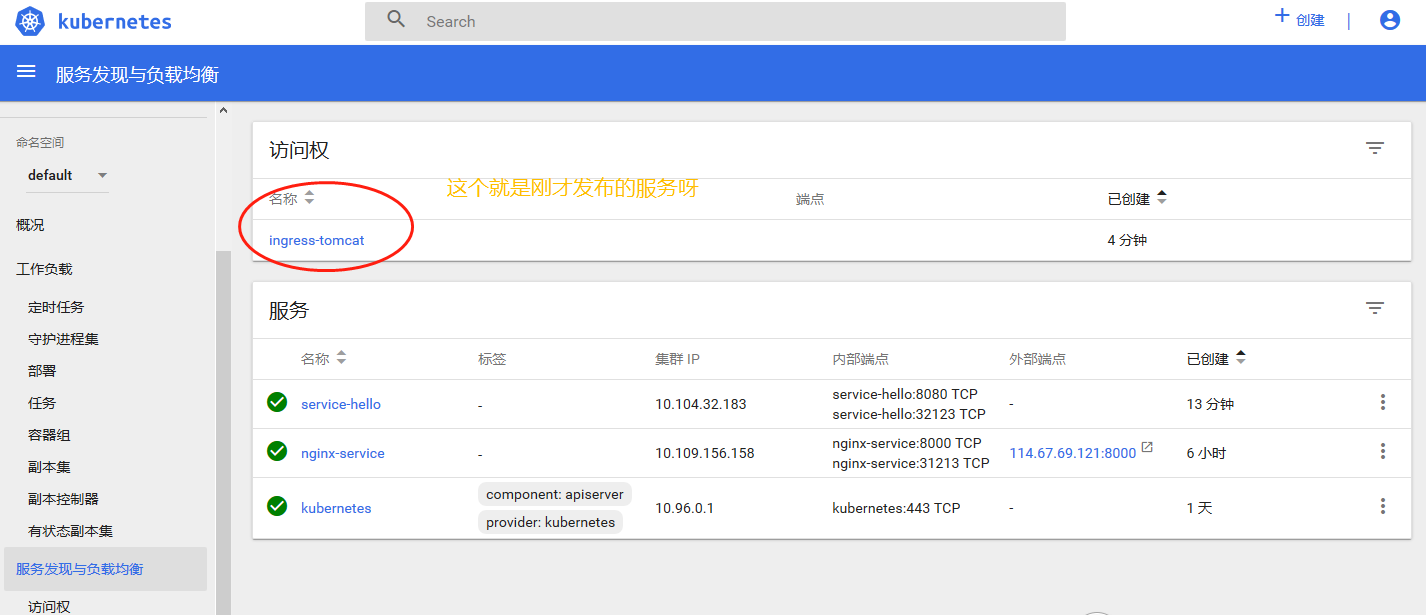 kubernetes
Search
创建
服务发现与负载均衡
命名空间
default
概况
工作负载
定时任务
守护进程集
部署
任务
容器组
副本集
副本控制器
有状态副本集
服务发现与负载均衡
访问权
访问权
这个就是刚才发布的服务呀
名称 端点 已创建
ingress-tomcat 4 分钟
服务
名称 标签 集群 IP 内部端点 外部端点 已创建
service-hello - 10.104.32.183 service-hello:8080 TCP - 13 分钟
service-hello:32123 TCP
nginx-service - 10.109.156.158 nginx-service:8000 TCP 114.67.69.121:8000 6 小时
nginx-service:31213 TCP
kubernetes component: apiserver 10.96.0.1 kubernetes:443 TCP - 1 天
provider: kubernetes